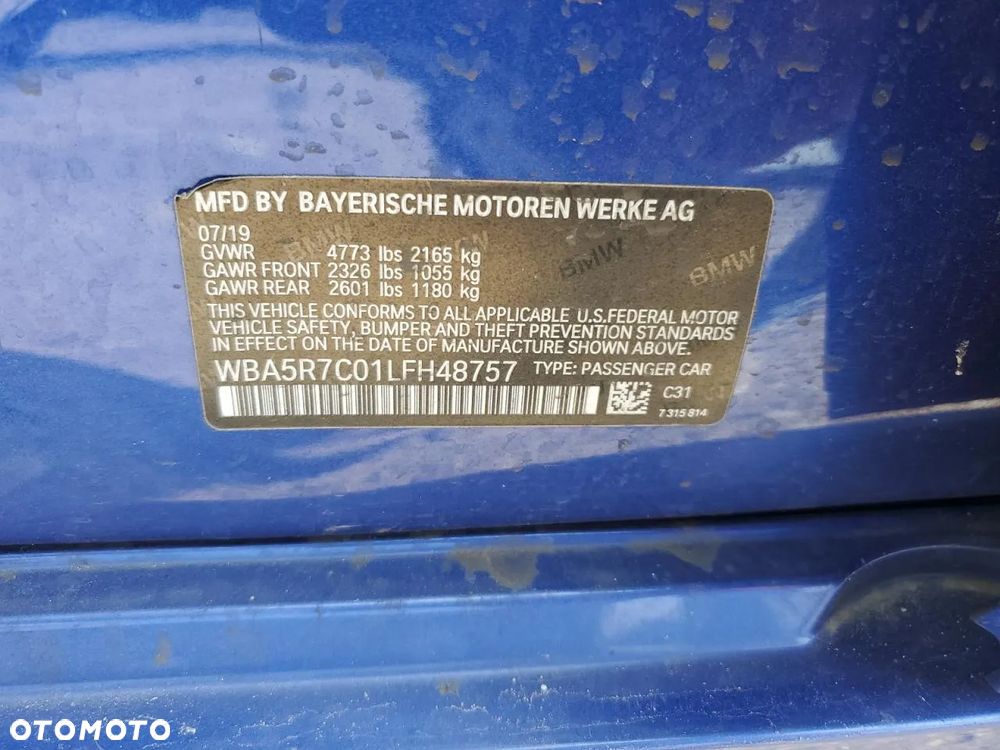 MFD BY BAYERISCHE MOTOREN WERKE AG
07/19
GVWR 4773 lbs 2165 kg
GAWR FRONT 2326 lbs 1055 kg
GAWR REAR 2601 lbs 1180 kg
THIS VEHICLE CONFORMS TO ALL APPLICABLE U.S.FEDERAL MOTOR
VEHICLE SAFETY, BUMPER AND THEFT PREVENTION STANDARDS
IN EFFECT ON THE DATE OF MANUFACTURE SHOWN ABOVE.
WBA5R7C01LFH48757 TYPE: PASSENGER CAR
C31
7 315 814
BMW
BMW
BMW
OTOMOTO